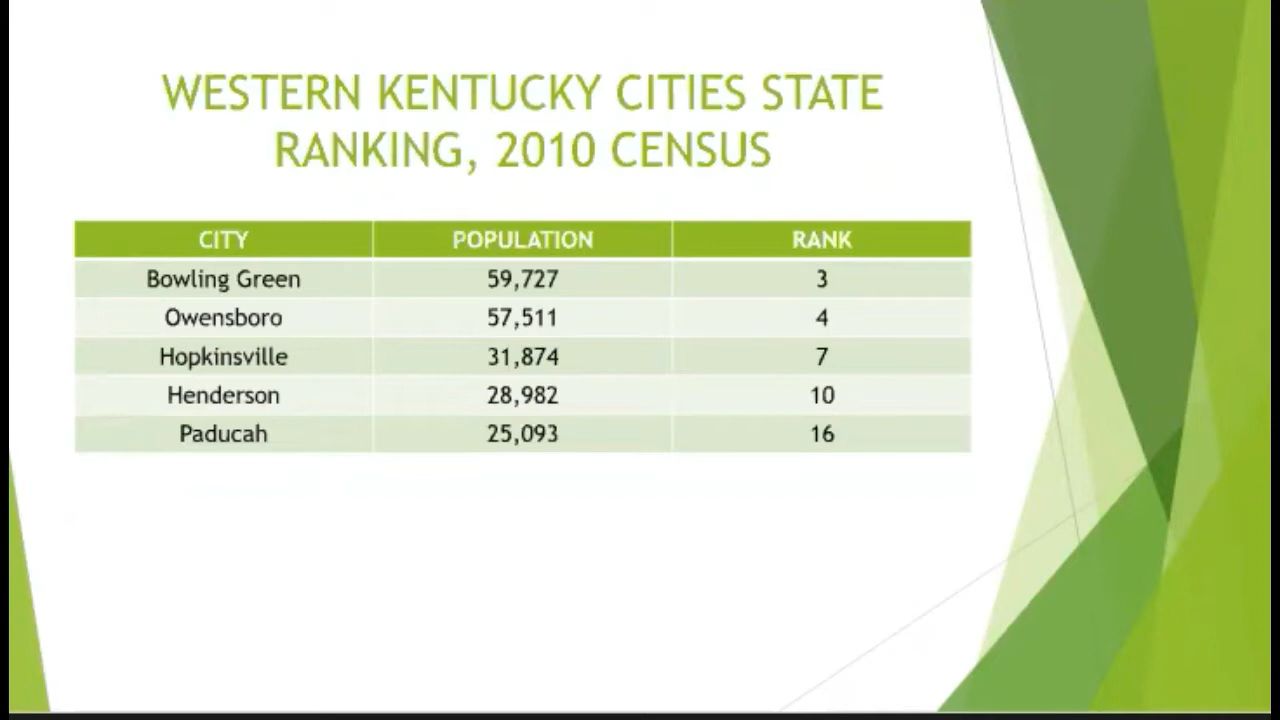 WESTERN KENTUCKY CITIES STATE
RANKING, 2010 CENSUS
CITY POPULATION RANK
Bowling Green 59,727 3
Owensboro 57,511 4
Hopkinsville 31,874 7
Henderson 28,982 10
Paducah 25,093 16